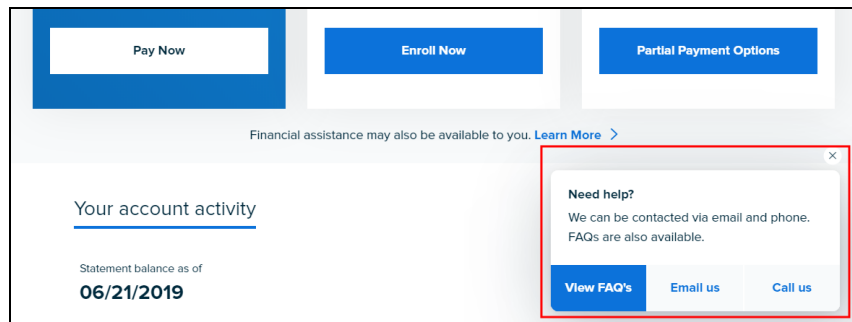 Pay Now
Enroll Now
Partial Payment Options
Financial assistance may also be available to you. Learn More
Your account activity
Statement balance as of
06/21/2019
Need help?
We can be contacted via email and phone.
FAQs are also available.
View FAQ's
Email us
Call us